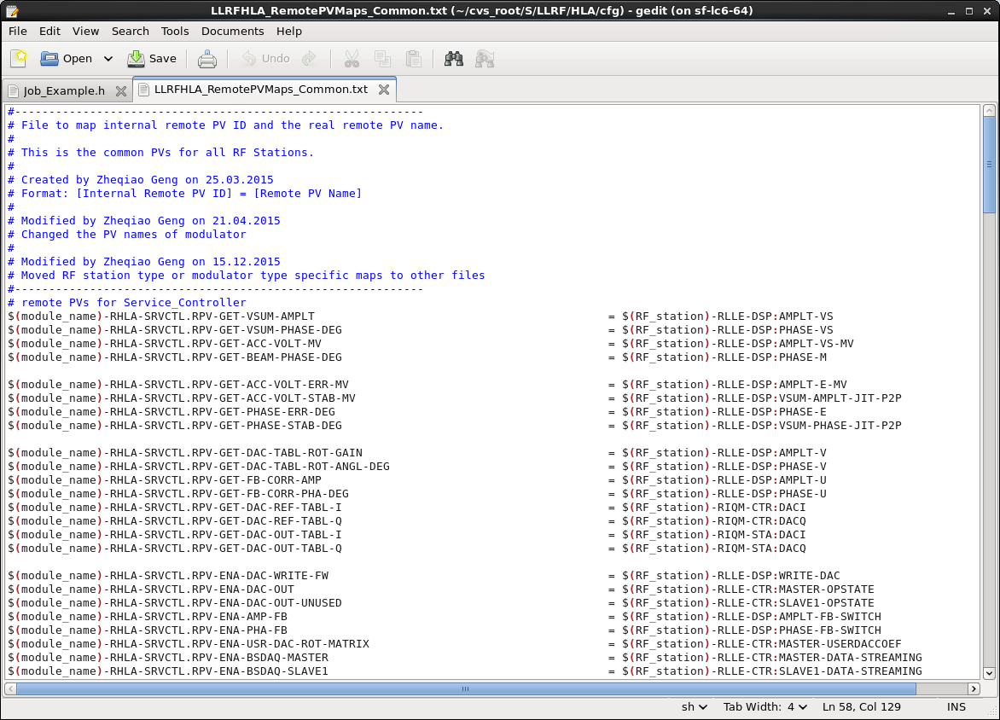 LLRFHLA_RemotePVMaps_Common.txt (~/cvs_root/S/LLRF/HLA/cfg) - gedit (on sf-lc6-64)
File Edit View Search Tools Documents Help
Open Save Undo
Job_Example.h LLRFHLA_RemotePVMaps_Common.txt
#------------------------------------------------------------
# File to map internal remote PV ID and the real remote PV name.
#
# This is the common PVs for all RF Stations.
#
# Created by Zheqiao Geng on 25.03.2015
# Format: [Internal Remote PV ID] = [Remote PV Name]
#
# Modified by Zheqiao Geng on 21.04.2015
# Changed the PV names of modulator
#
# Modified by Zheqiao Geng on 15.12.2015
# Moved RF station type or modulator type specific maps to other files
#------------------------------------------------------------
# remote PVs for Service_Controller
$(module_name)-RHLA-SRVCTL.RPV-GET-VSUM-AMPLT = $(RF_station)-RLLE-DSP:AMPLT-VS
$(module_name)-RHLA-SRVCTL.RPV-GET-VSUM-PHASE-DEG = $(RF_station)-RLLE-DSP:PHASE-VS
$(module_name)-RHLA-SRVCTL.RPV-GET-ACC-VOLT-MV = $(RF_station)-RLLE-DSP:AMPLT-VS-MV
$(module_name)-RHLA-SRVCTL.RPV-GET-BEAM-PHASE-DEG = $(RF_station)-RLLE-DSP:PHASE-M
$(module_name)-RHLA-SRVCTL.RPV-GET-ACC-VOLT-ERR-MV = $(RF_station)-RLLE-DSP:AMPLT-E-MV
$(module_name)-RHLA-SRVCTL.RPV-GET-ACC-VOLT-STAB-MV = $(RF_station)-RLLE-DSP:VSUM-AMPLT-JIT-P2P
$(module_name)-RHLA-SRVCTL.RPV-GET-PHASE-ERR-DEG = $(RF_station)-RLLE-DSP:PHASE-E
$(module_name)-RHLA-SRVCTL.RPV-GET-PHASE-STAB-DEG = $(RF_station)-RLLE-DSP:VSUM-PHASE-JIT-P2P
$(module_name)-RHLA-SRVCTL.RPV-GET-DAC-TABL-ROT-GAIN = $(RF_station)-RLLE-DSP:AMPLT-V
$(module_name)-RHLA-SRVCTL.RPV-GET-DAC-TABL-ROT-ANGL-DEG = $(RF_station)-RLLE-DSP:PHASE-V
$(module_name)-RHLA-SRVCTL.RPV-GET-FB-CORR-AMP = $(RF_station)-RLLE-DSP:AMPLT-U
$(module_name)-RHLA-SRVCTL.RPV-GET-FB-CORR-PHA-DEG = $(RF_station)-RLLE-DSP:PHASE-U
$(module_name)-RHLA-SRVCTL.RPV-GET-DAC-REF-TABL-I = $(RF_station)-RIQM-CTR:DACI
$(module_name)-RHLA-SRVCTL.RPV-GET-DAC-REF-TABL-Q = $(RF_station)-RIQM-CTR:DACQ
$(module_name)-RHLA-SRVCTL.RPV-GET-DAC-OUT-TABL-I = $(RF_station)-RIQM-STA:DACI
$(module_name)-RHLA-SRVCTL.RPV-GET-DAC-OUT-TABL-Q = $(RF_station)-RIQM-STA:DACQ
$(module_name)-RHLA-SRVCTL.RPV-ENA-DAC-WRITE-FW = $(RF_station)-RLLE-DSP:WRITE-DAC
$(module_name)-RHLA-SRVCTL.RPV-ENA-DAC-OUT = $(RF_station)-RLLE-CTR:MASTER-OPSTATE
$(module_name)-RHLA-SRVCTL.RPV-ENA-DAC-OUT-UNUSED = $(RF_station)-RLLE-CTR:SLAVE1-OPSTATE
$(module_name)-RHLA-SRVCTL.RPV-ENA-AMP-FB = $(RF_station)-RLLE-DSP:AMPLT-FB-SWITCH
$(module_name)-RHLA-SRVCTL.RPV-ENA-PHA-FB = $(RF_station)-RLLE-DSP:PHASE-FB-SWITCH
$(module_name)-RHLA-SRVCTL.RPV-ENA-USR-DAC-ROT-MATRIX = $(RF_station)-RLLE-CTR:MASTER-USERDACCOEF
$(module_name)-RHLA-SRVCTL.RPV-ENA-BSDAQ-MASTER = $(RF_station)-RLLE-CTR:MASTER-DATA-STREAMING
$(module_name)-RHLA-SRVCTL.RPV-ENA-BSDAQ-SLAVE1 = $(RF_station)-RLLE-CTR:SLAVE1-DATA-STREAMING
sh Tab Width: 4 Ln 58, Col 129 INS